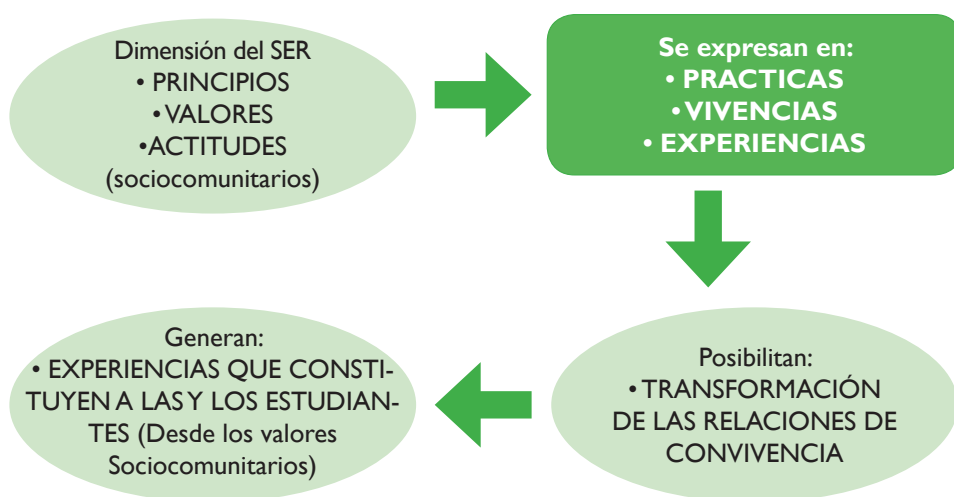 Dimensión del SER
• PRINCIPIOS
•VALORES
•ACTITUDES
(sociocomunitarios)
Se expresan en:
• PRACTICAS
• VIVENCIAS
• EXPERIENCIAS
Posibilitan:
• TRANSFORMACIÓN
DE LAS RELACIONES DE
CONVIVENCIA
Generan:
• EXPERIENCIAS QUE CONSTI-
TUYEN A LAS Y LOS ESTUDIAN-
TES (Desde los valores
Sociocomunitarios)